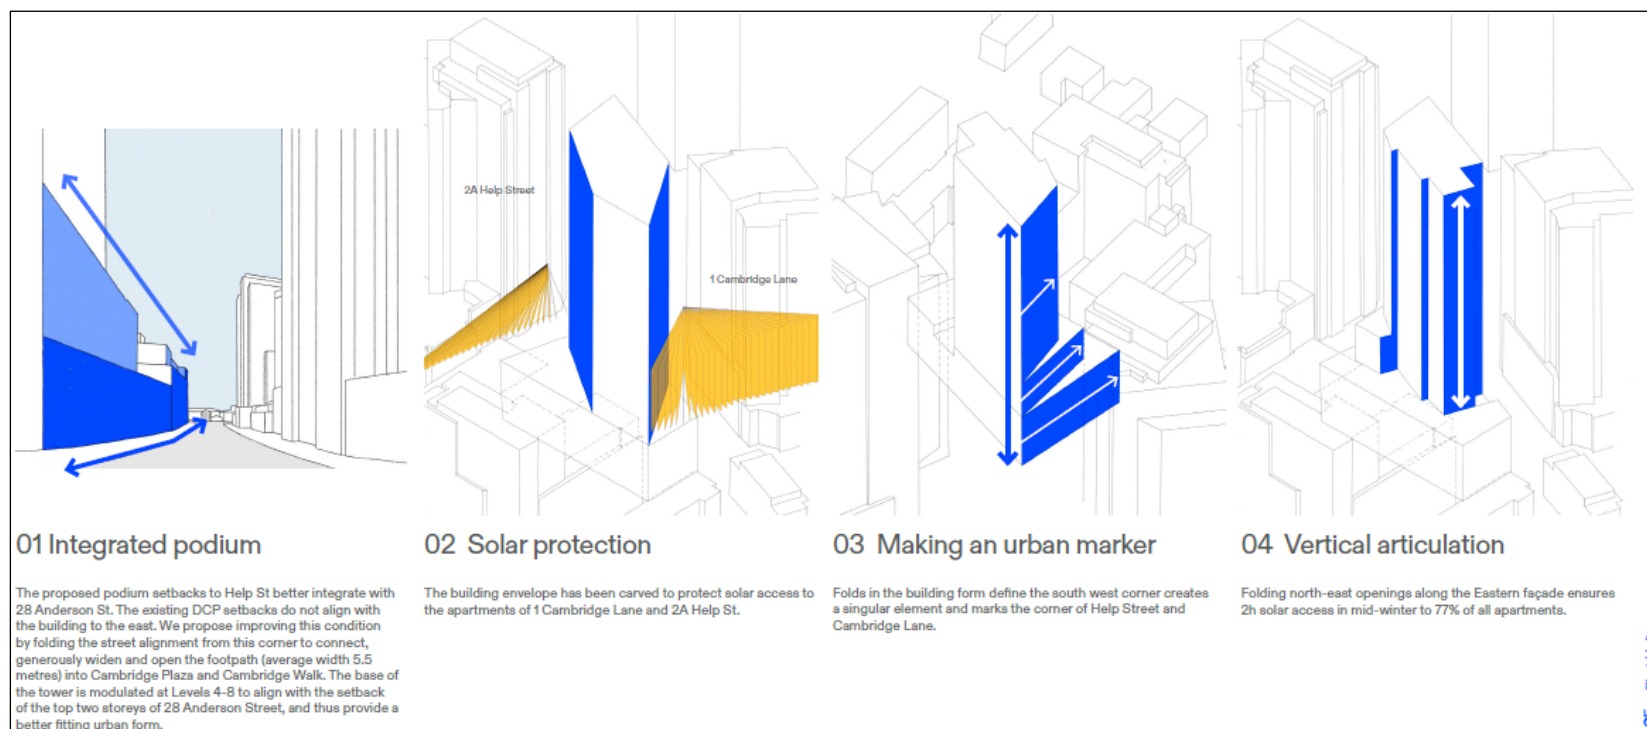 2A Help Street
1 Cambridge Lane
01 Integrated podium
The proposed podium setbacks to Help St better integrate with
28 Anderson St. The existing DCP setbacks do not align with
the building to the east. We propose improving this condition
by folding the street alignment from this corner to connect,
generously widen and open the footpath (average width 5.5
metres) into Cambridge Plaza and Cambridge Walk. The base of
the tower is modulated at Levels 4-8 to align with the setback
of the top two storeys of 28 Anderson Street, and thus provide a
better fitting urban form.
02 Solar protection
The building envelope has been carved to protect solar access to
the apartments of 1 Cambridge Lane and 2A Help St.
03 Making an urban marker
Folds in the building form define the south west corner creates
a singular element and marks the corner of Help Street and
Cambridge Lane.
04 Vertical articulation
Folding north-east openings along the Eastern façade ensures
2h solar access in mid-winter to 77% of all apartments.